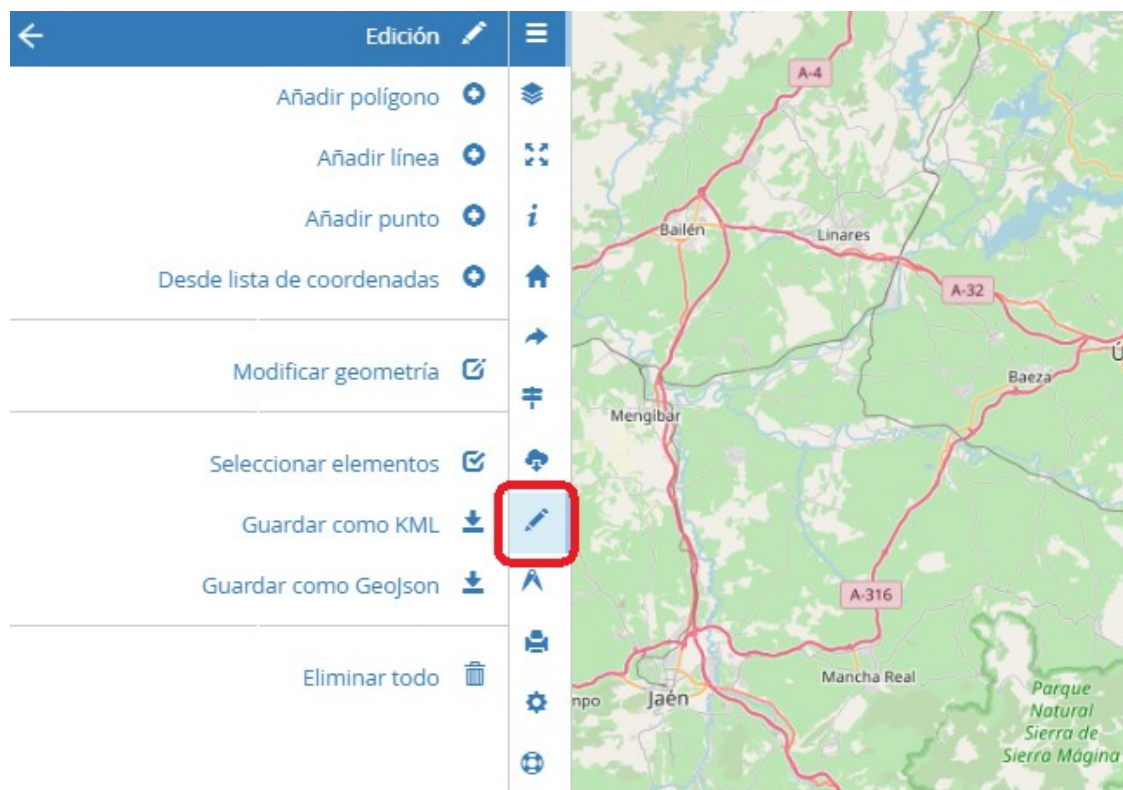 Edición
Añadir polígono
Añadir línea
Añadir punto
Desde lista de coordenadas
Modificar geometría
Seleccionar elementos
Guardar como KML
Guardar como GeoJson
Eliminar todo
A-4
Bailén
Linares
A-32
Ú
Baeza
Mengíbar
A-316
Mancha Real
mpo
Jaén
Parque
Natural
Sierra de
Sierra Mágina